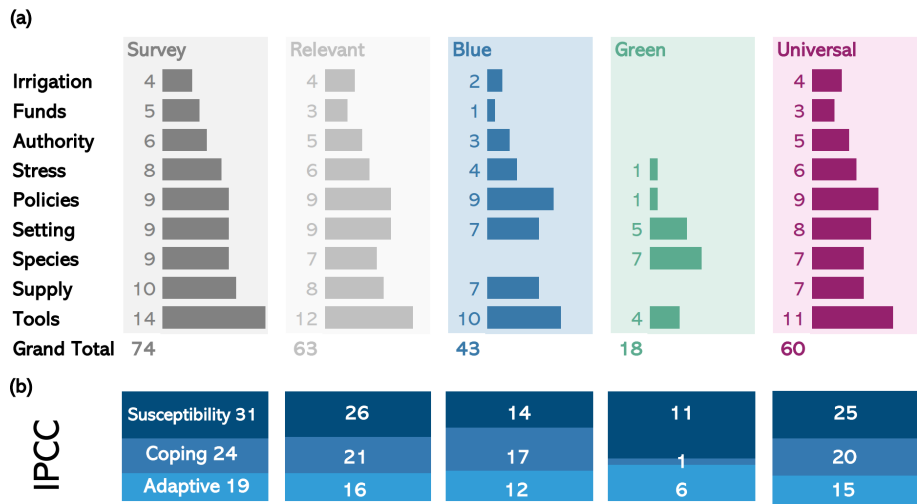 (a)
Survey Relevant Blue Green Universal
Irrigation 4 4 2 4
Funds 5 3 1 3
Authority 6 5 3 5
Stress 8 6 4 1 6
Policies 9 9 9 1 9
Setting 9 9 7 5 8
Species 9 7 7 7
Supply 10 8 7 7
Tools 14 12 10 4 11
Grand Total 74 63 43 18 60
(b)
IPCC
Susceptibility 31 26 14 11 25
Coping 24 21 17 1 20
Adaptive 19 16 12 6 15